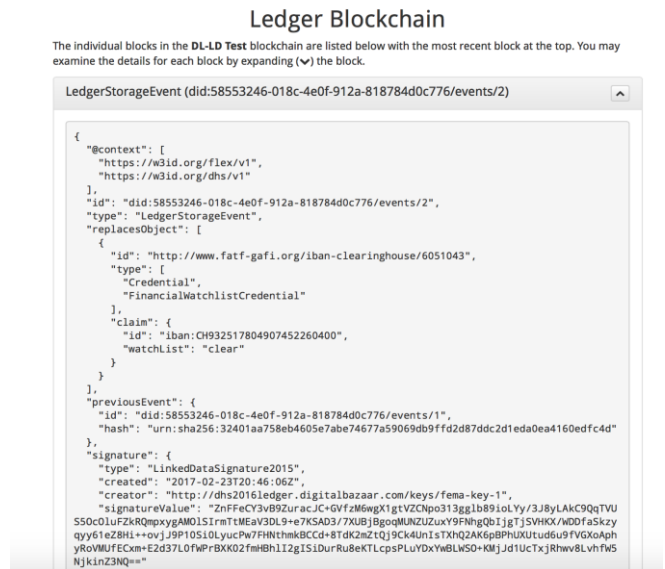 Ledger Blockchain
The individual blocks in the DL-LD Test blockchain are listed below with the most recent block at the top. You may
examine the details for each block by expanding (⌄) the block.
LedgerStorageEvent (did:58553246-018c-4e0f-912a-818784d0c776/events/2)
{
  "@context": [
    "https://w3id.org/flex/v1",
    "https://w3id.org/dhs/v1"
  ],
  "id": "did:58553246-018c-4e0f-912a-818784d0c776/events/2",
  "type": "LedgerStorageEvent",
  "replacesObject": [
    {
      "id": "http://www.fatf-gafi.org/iban-clearinghouse/6051043",
      "type": [
        "Credential",
        "FinancialWatchlistCredential"
      ],
      "claim": {
        "id": "iban:CH932517804907452260400",
        "watchList": "clear"
      }
    }
  ],
  "previousEvent": {
    "id": "did:58553246-018c-4e0f-912a-818784d0c776/events/1",
    "hash": "urn:sha256:32401aa758eb4605e7abe74677a59069db9ffd2d87ddc2d1eda0ea4160edfc4d"
  },
  "signature": {
    "type": "LinkedDataSignature2015",
    "created": "2017-02-23T20:46:06Z",
    "creator": "http://dhs2016ledger.digitalbazaar.com/keys/fema-key-1",
    "signatureValue": "ZnFFeCY3vB9ZuracJC+GVfzM6wgX1gtVZCNpo313gglb89ioLYy/3J8yLAkC9QqTVU
S5OcOluFZkRQmpxygAMOlSIrmTtMEaV3DL9+e7KSAD3/7XUBjBgoqMUNZUZuxY9FNhgQbIjgTjSVHKX/WDDfaSkzy
qyy61eZ8Hi++ovjJ9P10Si0LyucPw7FHNthmkBCCd+8TdK2mZtQj9Ck4UnIsTXhQ2AK6pBPhUXUtud6u9fVGXoAph
yRoVMUfECxm+E2d37L0fWPrBXKO2fmHBhlI2gISiDurRu8eKTLcpsPLuYDxYwBLWSO+KMjJd1UcTxjRhwv8LvhfW5
NjkinZ3NQ=="